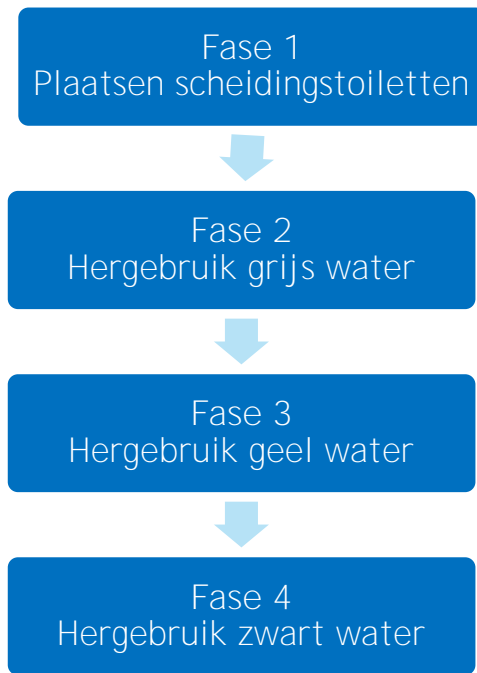 Fase 1
Plaatsen scheidingstoiletten
Fase 2
Hergebruik grijs water
Fase 3
Hergebruik geel water
Fase 4
Hergebruik zwart water